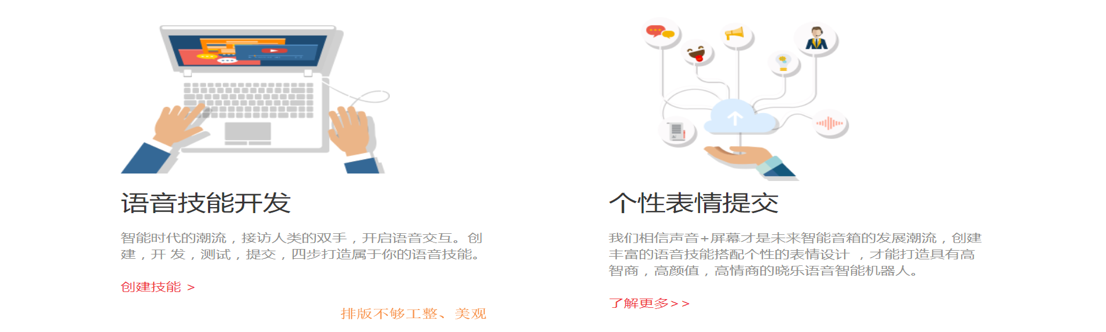 语音技能开发
智能时代的潮流，接访人类的双手，开启语音交互。创
建，开 发，测试，提交，四步打造属于你的语音技能。
创建技能 >
排版不够工整、美观
个性表情提交
我们相信声音+屏幕才是未来智能音箱的发展潮流，创建
丰富的语音技能搭配个性的表情设计 ，才能打造具有高
智商，高颜值，高情商的晓乐语音智能机器人。
了解更多>>